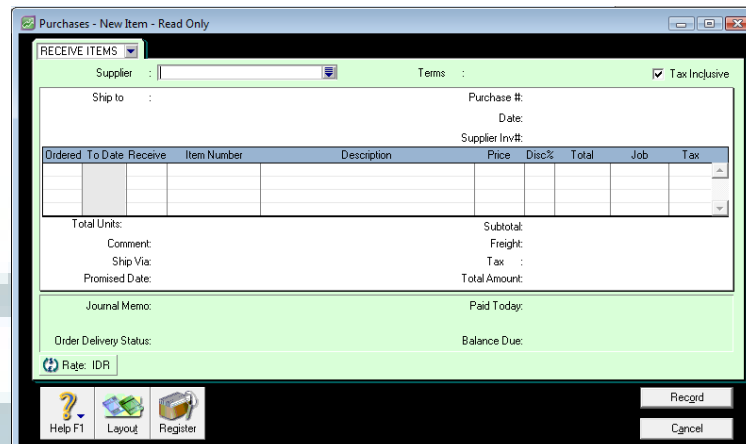 Purchases - New Item - Read Only
RECEIVE ITEMS
Supplier : Terms : Tax Inclusive
Ship to : Purchase #:
Date:
Supplier Inv#:
Ordered To Date Receive Item Number Description Price Disc% Total Job Tax
Total Units: Subtotal:
Comment: Freight:
Ship Via: Tax :
Promised Date: Total Amount:
Journal Memo: Paid Today:
Order Delivery Status: Balance Due:
Rate: IDR
Help F1 Layout Register
Record
Cancel